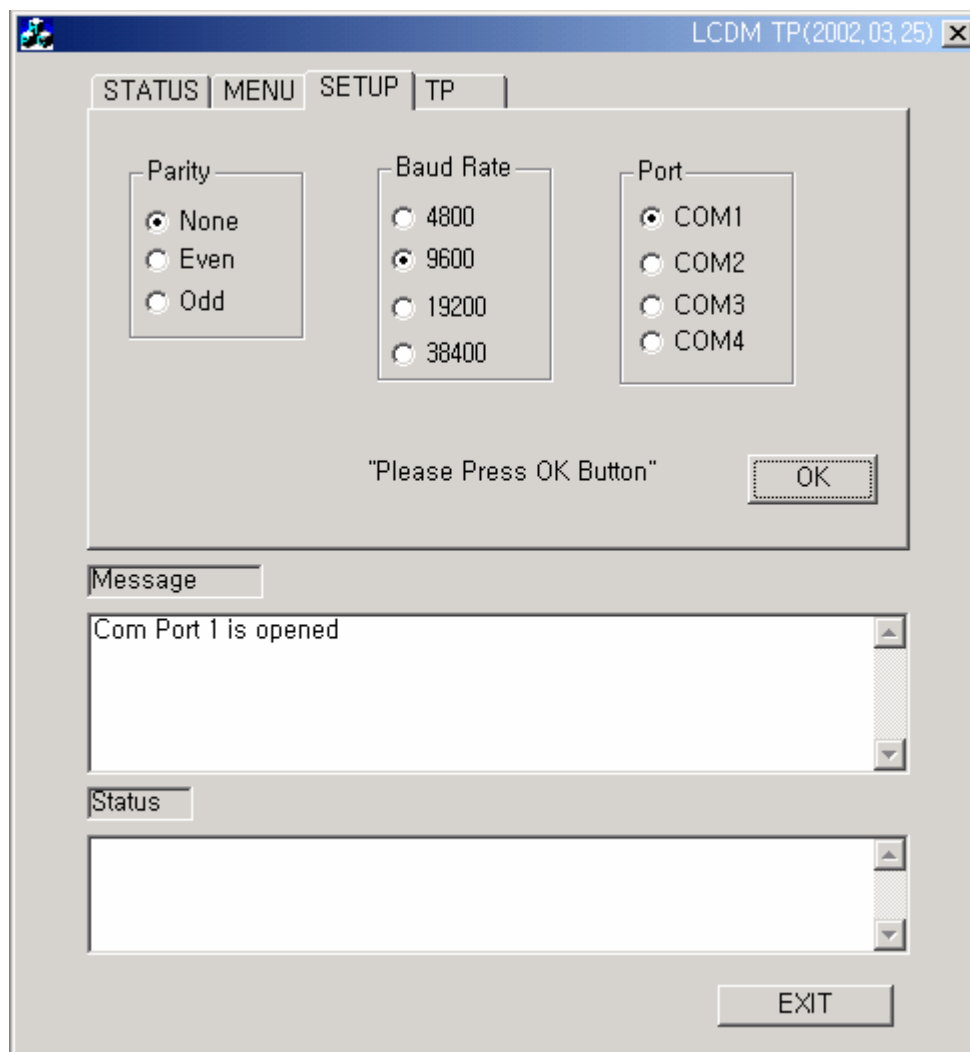 LCDM TP(2002,03,25)
STATUS MENU SETUP TP
Parity
None
Even
Odd
Baud Rate
4800
9600
19200
38400
Port
COM1
COM2
COM3
COM4
"Please Press OK Button"
OK
Message
Com Port 1 is opened
Status
EXIT